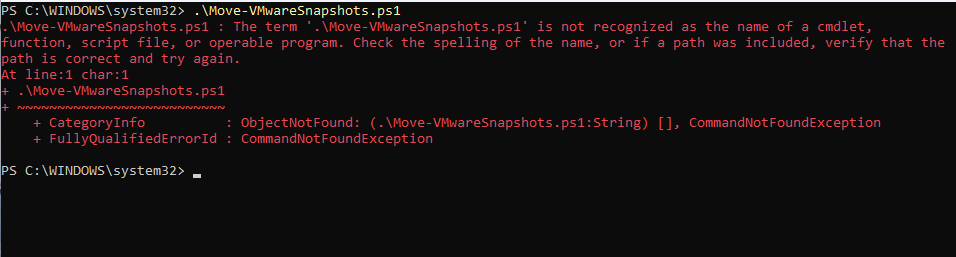 PS C:\WINDOWS\system32> .\Move-VMwareSnapshots.ps1
.\Move-VMwareSnapshots.ps1 : The term '.\Move-VMwareSnapshots.ps1' is not recognized as the name of a cmdlet,
function, script file, or operable program. Check the spelling of the name, or if a path was included, verify that the
path is correct and try again.
At line:1 char:1
+ .\Move-VMwareSnapshots.ps1
+ ~~~~~~~~~~~~~~~~~~~~~~~~~~
    + CategoryInfo          : ObjectNotFound: (.\Move-VMwareSnapshots.ps1:String) [], CommandNotFoundException
    + FullyQualifiedErrorId : CommandNotFoundException
PS C:\WINDOWS\system32> _